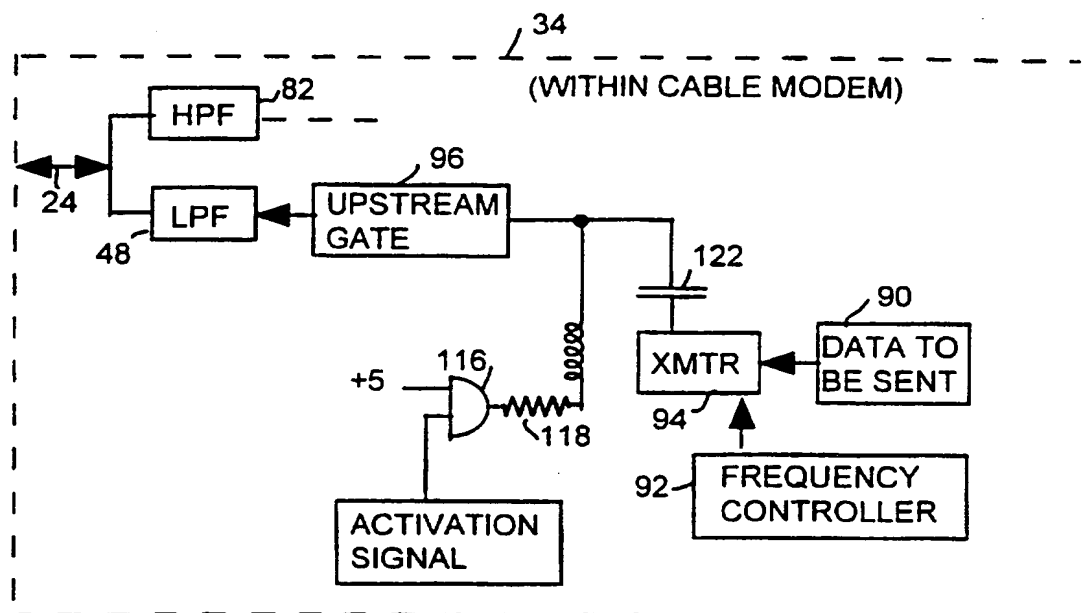 34
(WITHIN CABLE MODEM)
HPF
82
24
LPF
48
96
UPSTREAM
GATE
122
90
DATA TO
BE SENT
XMTR
94
+5
116
118
92
FREQUENCY
CONTROLLER
ACTIVATION
SIGNAL